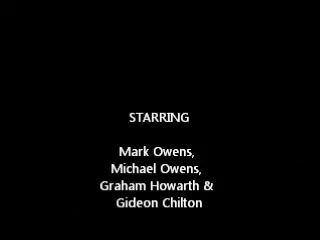 STARRING
Mark Owens,
Michael Owens,
Graham Howarth &
Gideon Chilton